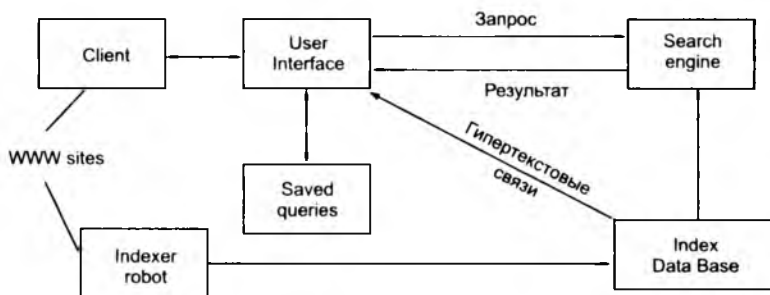 Client
User
Interface
Запрос
Search
engine
Результат
WWW sites
Гипертекстовые
связи
Saved
queries
Indexer
robot
Index
Data Base